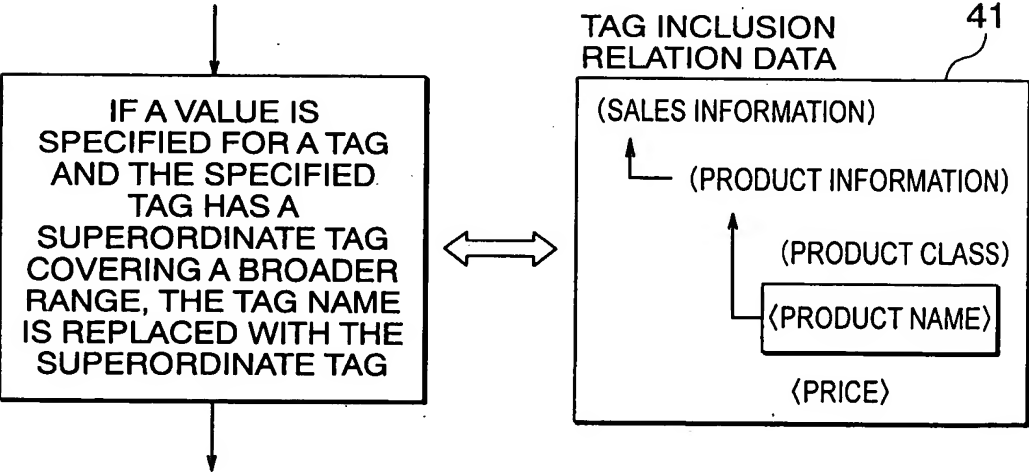 IF A VALUE IS
SPECIFIED FOR A TAG
AND THE SPECIFIED
TAG HAS A
SUPERORDINATE TAG
COVERING A BROADER
RANGE, THE TAG NAME
IS REPLACED WITH THE
SUPERORDINATE TAG
TAG INCLUSION
RELATION DATA
41
(SALES INFORMATION)
(PRODUCT INFORMATION)
(PRODUCT CLASS)
⟨PRODUCT NAME⟩
⟨PRICE⟩